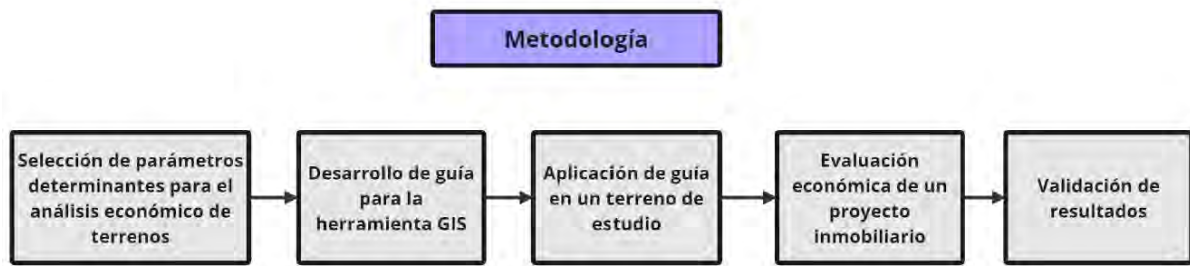 Metodología
Selección de parámetros
determinantes para el
análisis económico de
terrenos
Desarrollo de guía
para la
herramienta GIS
Aplicación de guía
en un terreno de
estudio
Evaluación
económica de un
proyecto
inmobiliario
Validación de
resultados